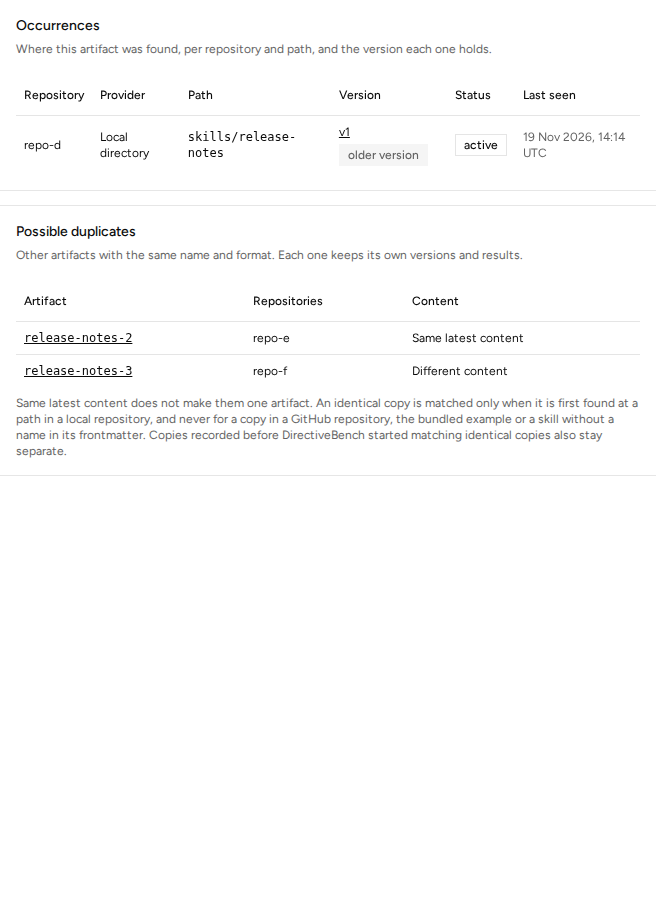 Occurrences
Where this artifact was found, per repository and path, and the version each one holds.
Repository Provider Path Version Status Last seen
repo-d Local directory skills/release-notes v1 older version active 19 Nov 2026, 14:14 UTC
Possible duplicates
Other artifacts with the same name and format. Each one keeps its own versions and results.
Artifact Repositories Content
release-notes-2 repo-e Same latest content
release-notes-3 repo-f Different content
Same latest content does not make them one artifact. An identical copy is matched only when it is first found at a
path in a local repository, and never for a copy in a GitHub repository, the bundled example or a skill without a
name in its frontmatter. Copies recorded before DirectiveBench started matching identical copies also stay
separate.